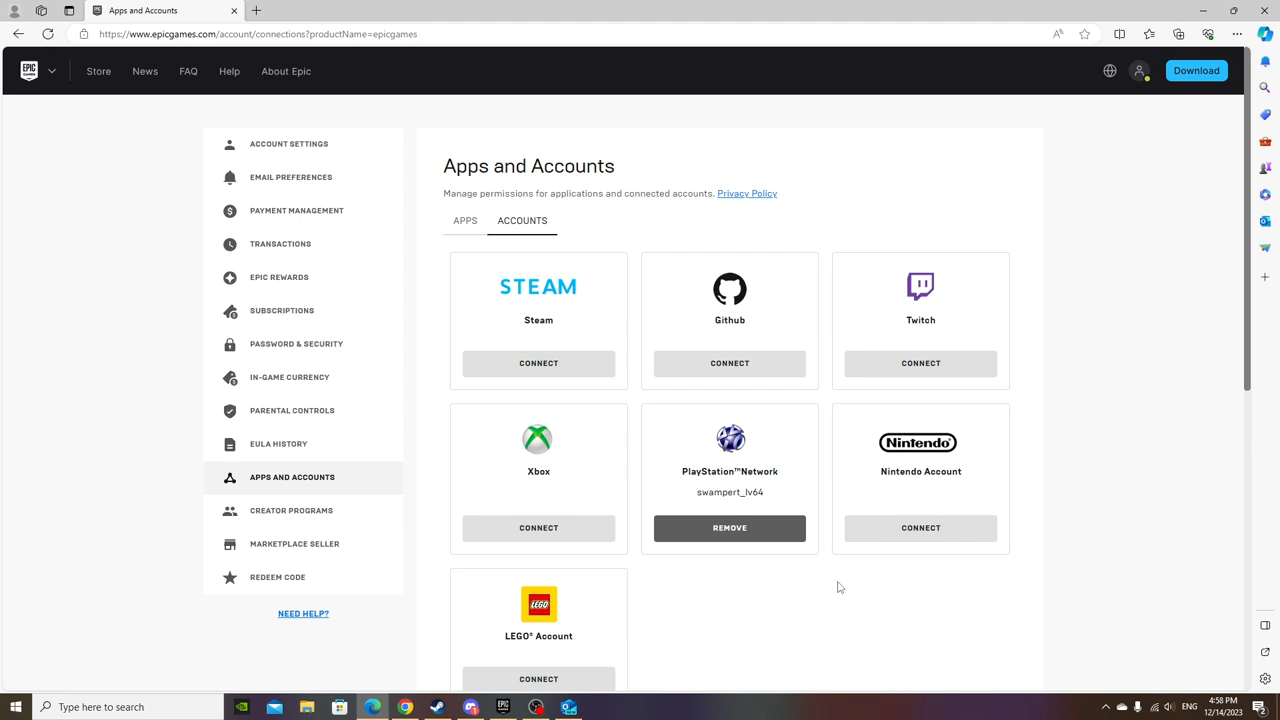 Apps and Accounts
https://www.epicgames.com/account/connections?productName=epicgames
EPIC GAMES
Store
News
FAQ
Help
About Epic
Download
ACCOUNT SETTINGS
EMAIL PREFERENCES
PAYMENT MANAGEMENT
TRANSACTIONS
EPIC REWARDS
SUBSCRIPTIONS
PASSWORD & SECURITY
IN-GAME CURRENCY
PARENTAL CONTROLS
EULA HISTORY
APPS AND ACCOUNTS
CREATOR PROGRAMS
MARKETPLACE SELLER
REDEEM CODE
NEED HELP?
Apps and Accounts
Manage permissions for applications and connected accounts. Privacy Policy
APPS
ACCOUNTS
STEAM
Steam
CONNECT
Github
CONNECT
Twitch
CONNECT
Xbox
CONNECT
PlayStation™Network
swampert_lv64
REMOVE
Nintendo
Nintendo Account
CONNECT
LEGO
LEGO® Account
CONNECT
Type here to search
ENG
4:58 PM
12/14/2023